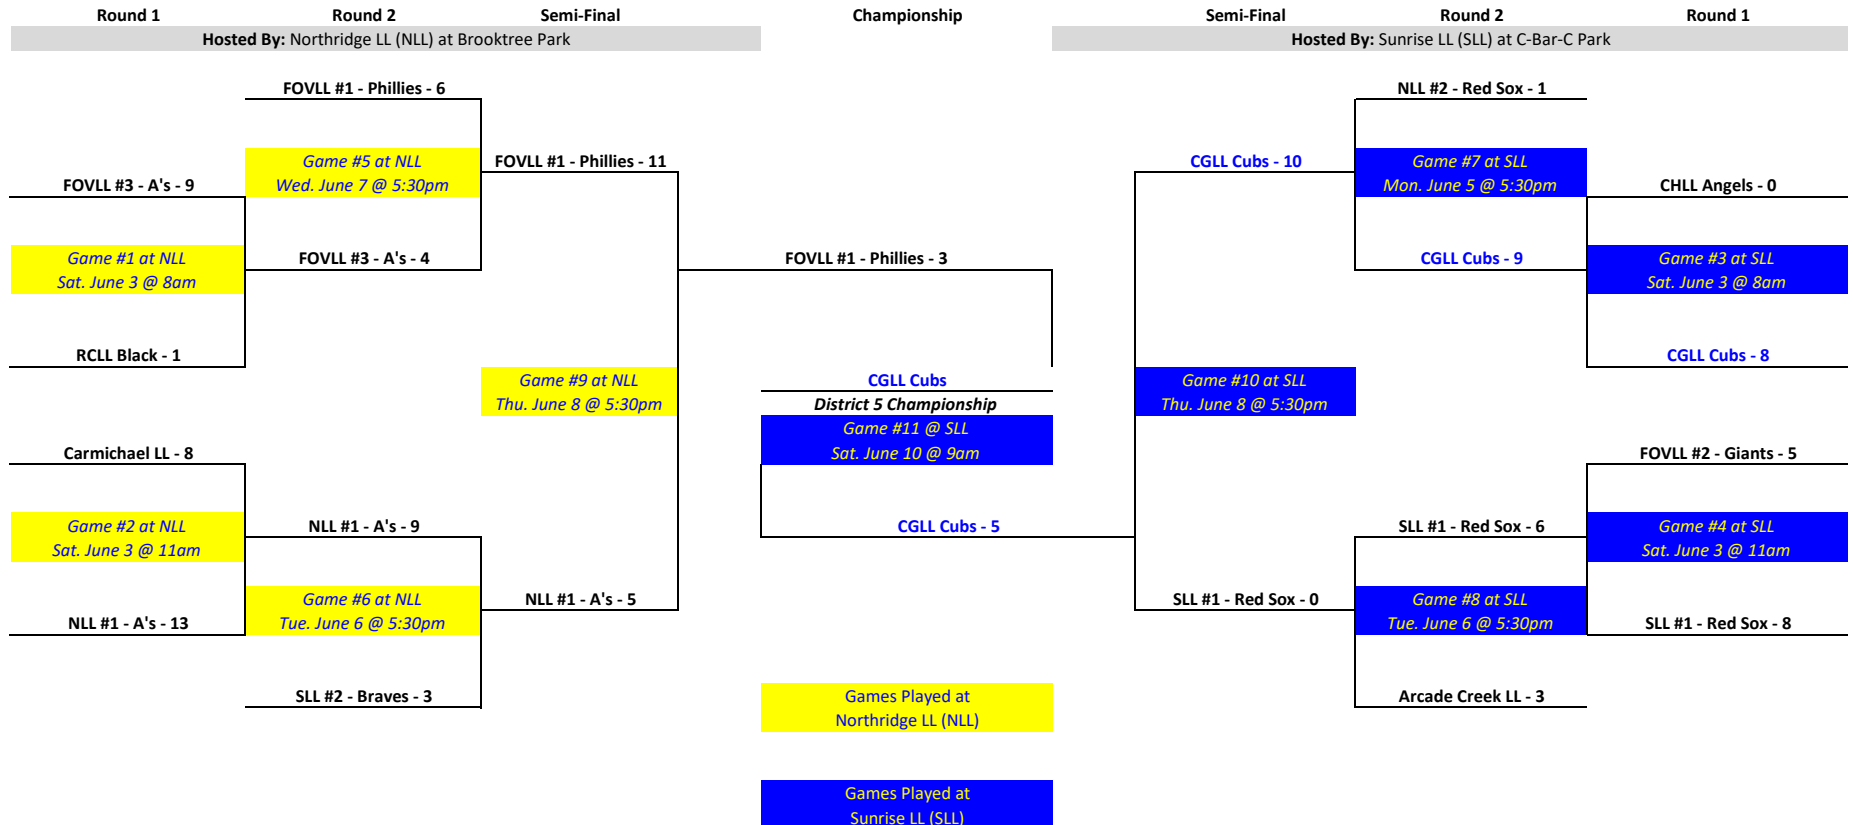 Round 1 Round 2 Semi-Final Championship Semi-Final Round 2 Round 1
Hosted By: Northridge LL (NLL) at Brooktree Park Hosted By: Sunrise LL (SLL) at C-Bar-C Park
FOVLL #1 - Phillies - 6 NLL #2 - Red Sox - 1
Game #5 at NLL FOVLL #1 - Phillies - 11 CGLL Cubs - 10 Game #7 at SLL
FOVLL #3 - A's - 9 Wed. June 7 @ 5:30pm Mon. June 5 @ 5:30pm CHLL Angels - 0
Game #1 at NLL FOVLL #3 - A's - 4 FOVLL #1 - Phillies - 3 CGLL Cubs - 9 Game #3 at SLL
Sat. June 3 @ 8am Sat. June 3 @ 8am
RCLL Black - 1 CGLL Cubs - 8
Game #9 at NLL CGLL Cubs Game #10 at SLL
Thu. June 8 @ 5:30pm District 5 Championship Thu. June 8 @ 5:30pm
Game #11 @ SLL
Carmichael LL - 8 Sat. June 10 @ 9am FOVLL #2 - Giants - 5
Game #2 at NLL NLL #1 - A's - 9 CGLL Cubs - 5 SLL #1 - Red Sox - 6 Game #4 at SLL
Sat. June 3 @ 11am Sat. June 3 @ 11am
Game #6 at NLL NLL #1 - A's - 5 SLL #1 - Red Sox - 0 Game #8 at SLL
NLL #1 - A's - 13 Tue. June 6 @ 5:30pm Tue. June 6 @ 5:30pm SLL #1 - Red Sox - 8
SLL #2 - Braves - 3 Games Played at Arcade Creek LL - 3
Northridge LL (NLL)
Games Played at
Sunrise LL (SLL)